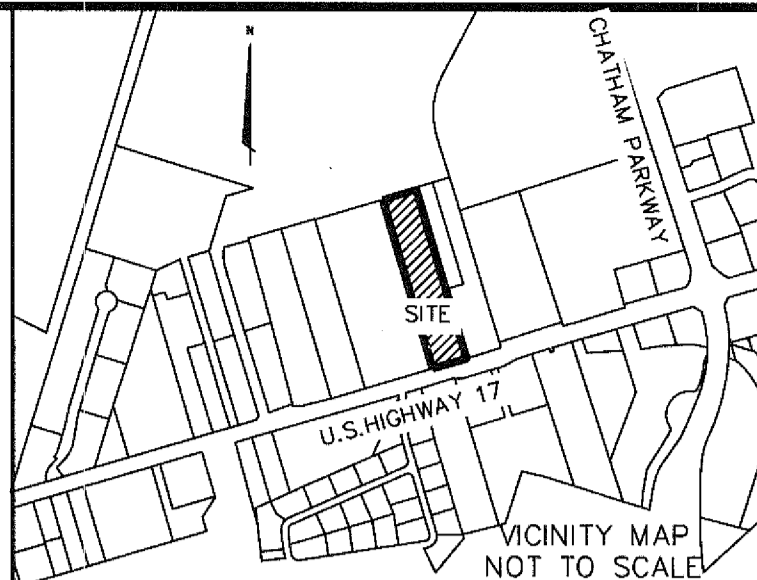 N
CHATHAM PARKWAY
SITE
U.S.HIGHWAY 17
VICINITY MAP
NOT TO SCALE